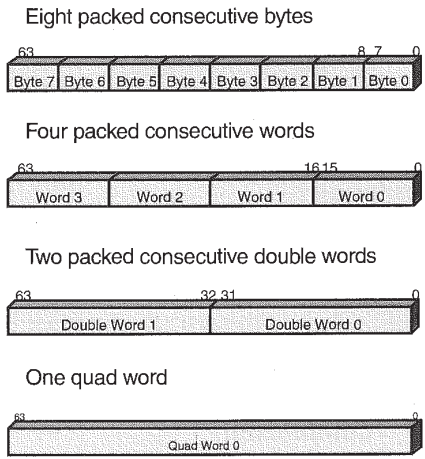 Eight packed consecutive bytes
63 8 7 0
Byte 7 Byte 6 Byte 5 Byte 4 Byte 3 Byte 2 Byte 1 Byte 0
Four packed consecutive words
63 16 15 0
Word 3 Word 2 Word 1 Word 0
Two packed consecutive double words
63 32 31 0
Double Word 1 Double Word 0
One quad word
63 0
Quad Word 0